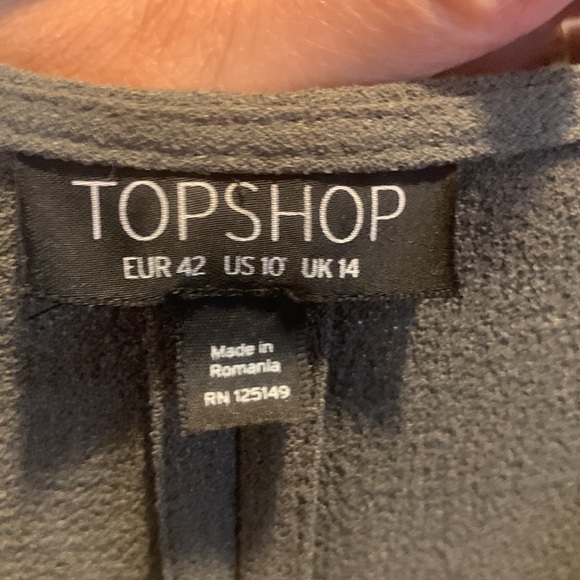 TOPSHOP
EUR 42 US 10 UK 14
Made in
Romania
RN 125149